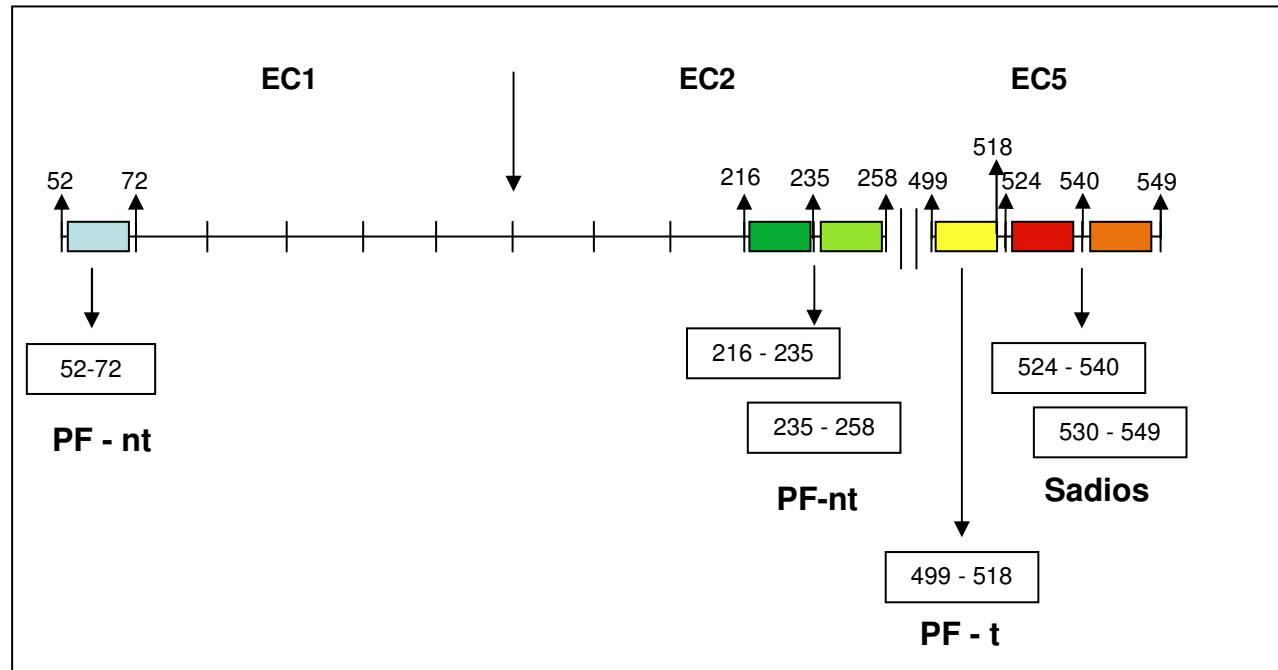 EC1 EC2 EC5
518
52 72 216 235 258 499 524 540 549
216 - 235
52-72
524 - 540
235 - 258
530 - 549
PF - nt
Sadios
PF-nt
499 - 518
PF - t